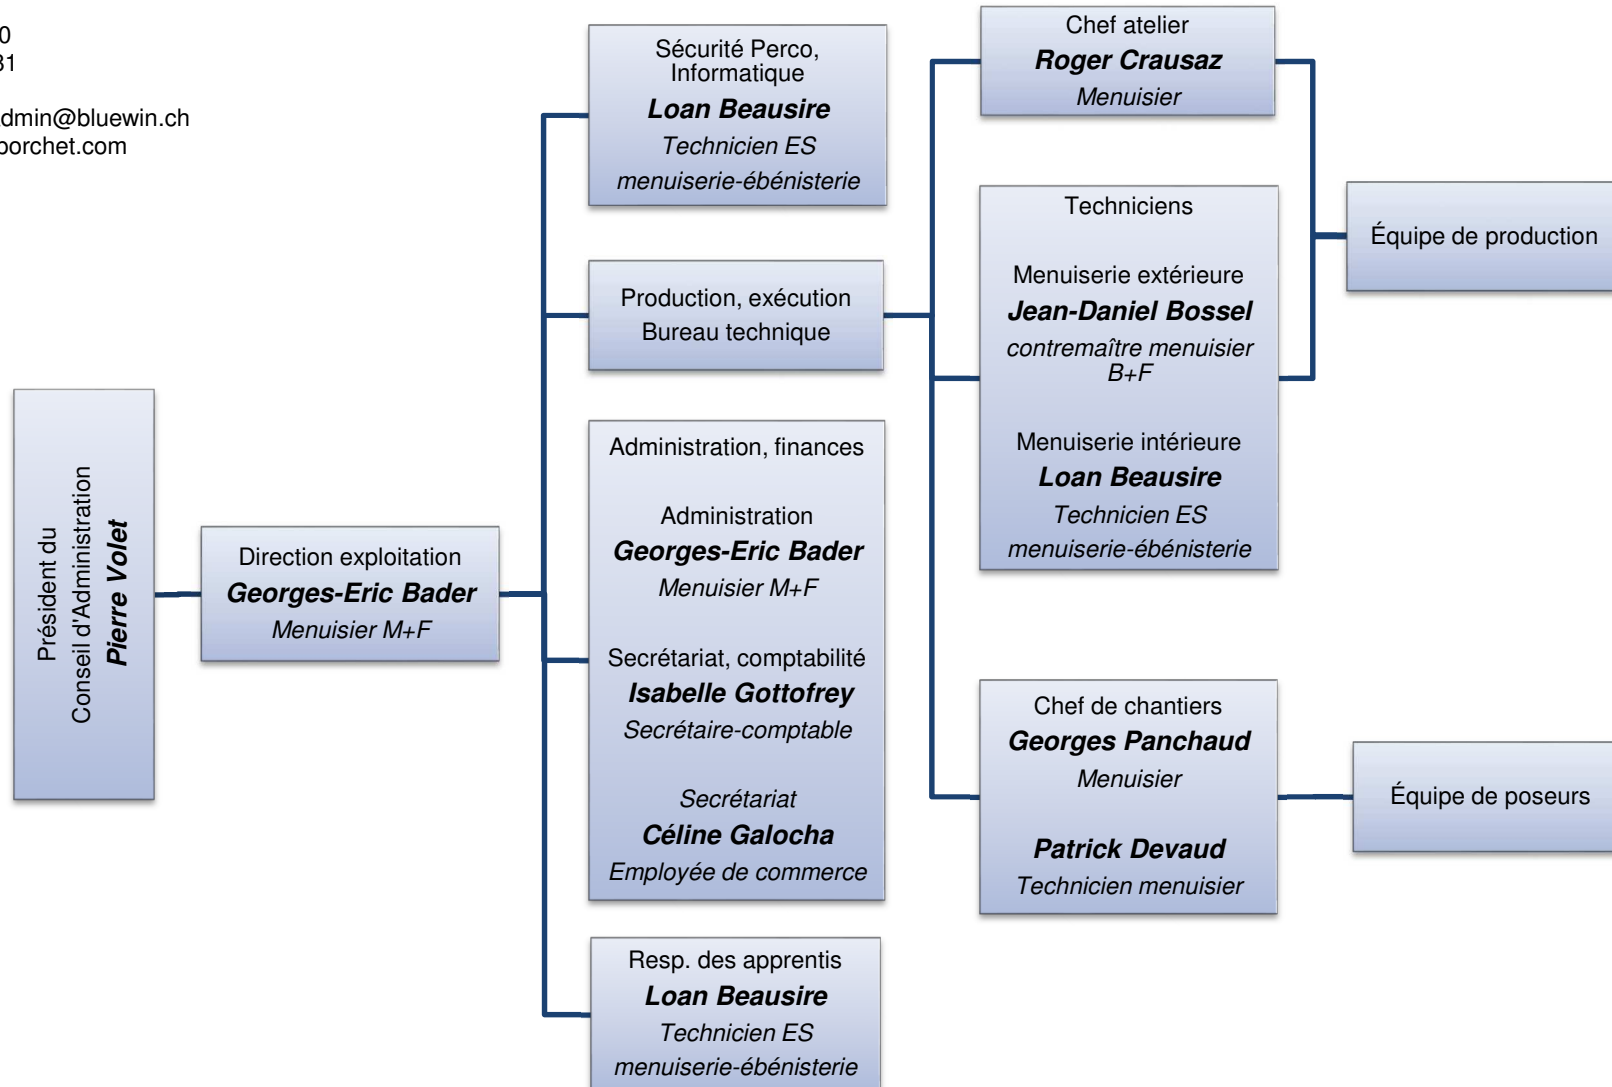 0
31
dmin@bluewin.ch
borchet.com
Président du
Conseil d'Administration
Pierre Volet
Direction exploitation
Georges-Eric Bader
Menuisier M+F
Sécurité Perco,
Informatique
Loan Beausire
Technicien ES
menuiserie-ébénisterie
Production, exécution
Bureau technique
Administration, finances
Administration
Georges-Eric Bader
Menuisier M+F
Secrétariat, comptabilité
Isabelle Gottofrey
Secrétaire-comptable
Secrétariat
Céline Galocha
Employée de commerce
Resp. des apprentis
Loan Beausire
Technicien ES
menuiserie-ébénisterie
Chef atelier
Roger Crausaz
Menuisier
Techniciens
Menuiserie extérieure
Jean-Daniel Bossel
contremaître menuisier
B+F
Menuiserie intérieure
Loan Beausire
Technicien ES
menuiserie-ébénisterie
Chef de chantiers
Georges Panchaud
Menuisier
Patrick Devaud
Technicien menuisier
Équipe de production
Équipe de poseurs